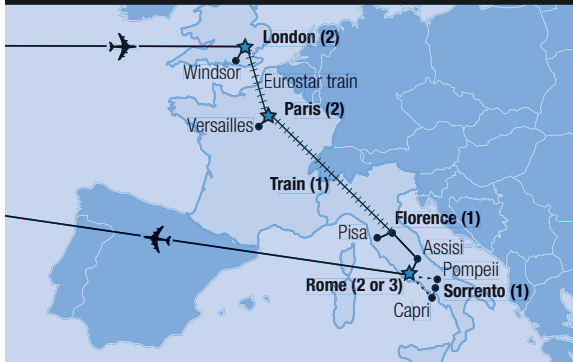 London (2)
Windsor
Eurostar train
Paris (2)
Versailles
Train (1)
Florence (1)
Pisa
Assisi
Pompeii
Rome (2 or 3)
Sorrento (1)
Capri